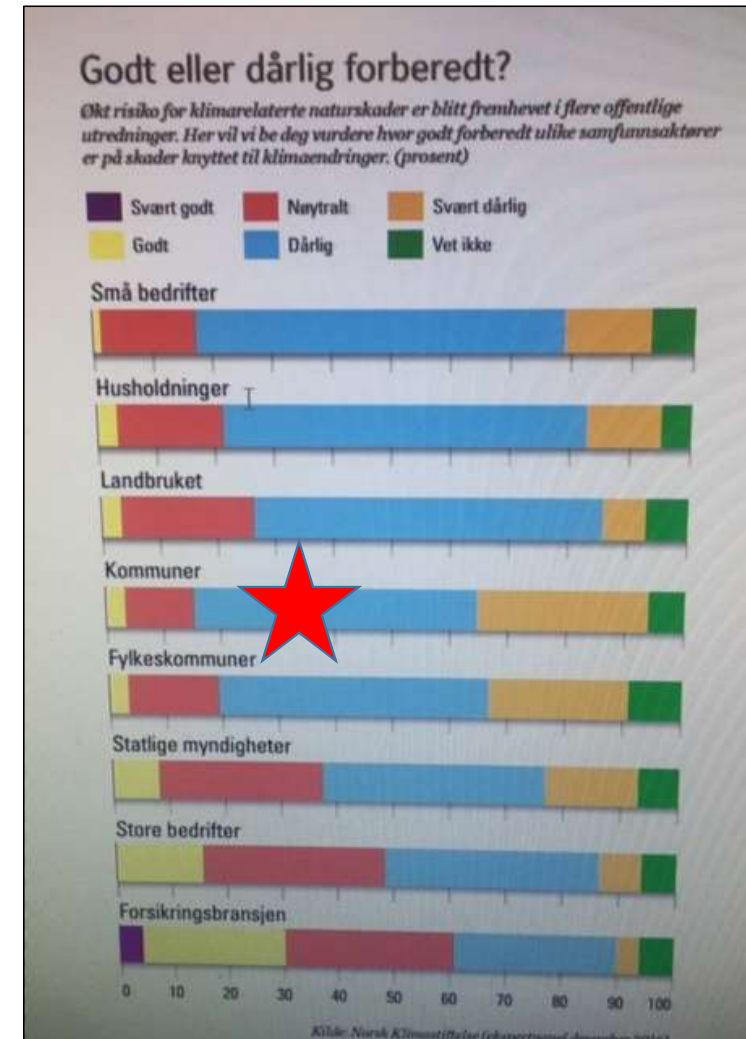 Godt eller dårlig forberedt?
Økt risiko for klimarelaterte naturskader er blitt fremhevet i flere offentlige
utredninger. Her vil vi be deg vurdere hvor godt forberedt ulike samfunnsaktører
er på skader knyttet til klimaendringer. (prosent)
Svært godt Nøytralt Svært dårlig
Godt Dårlig Vet ikke
Små bedrifter
Husholdninger
Landbruket
Kommuner
Fylkeskommuner
Statlige myndigheter
Store bedrifter
Forsikringsbransjen
0 10 20 30 40 50 60 70 80 90 100
Kilde: Norsk Klimastiftelse